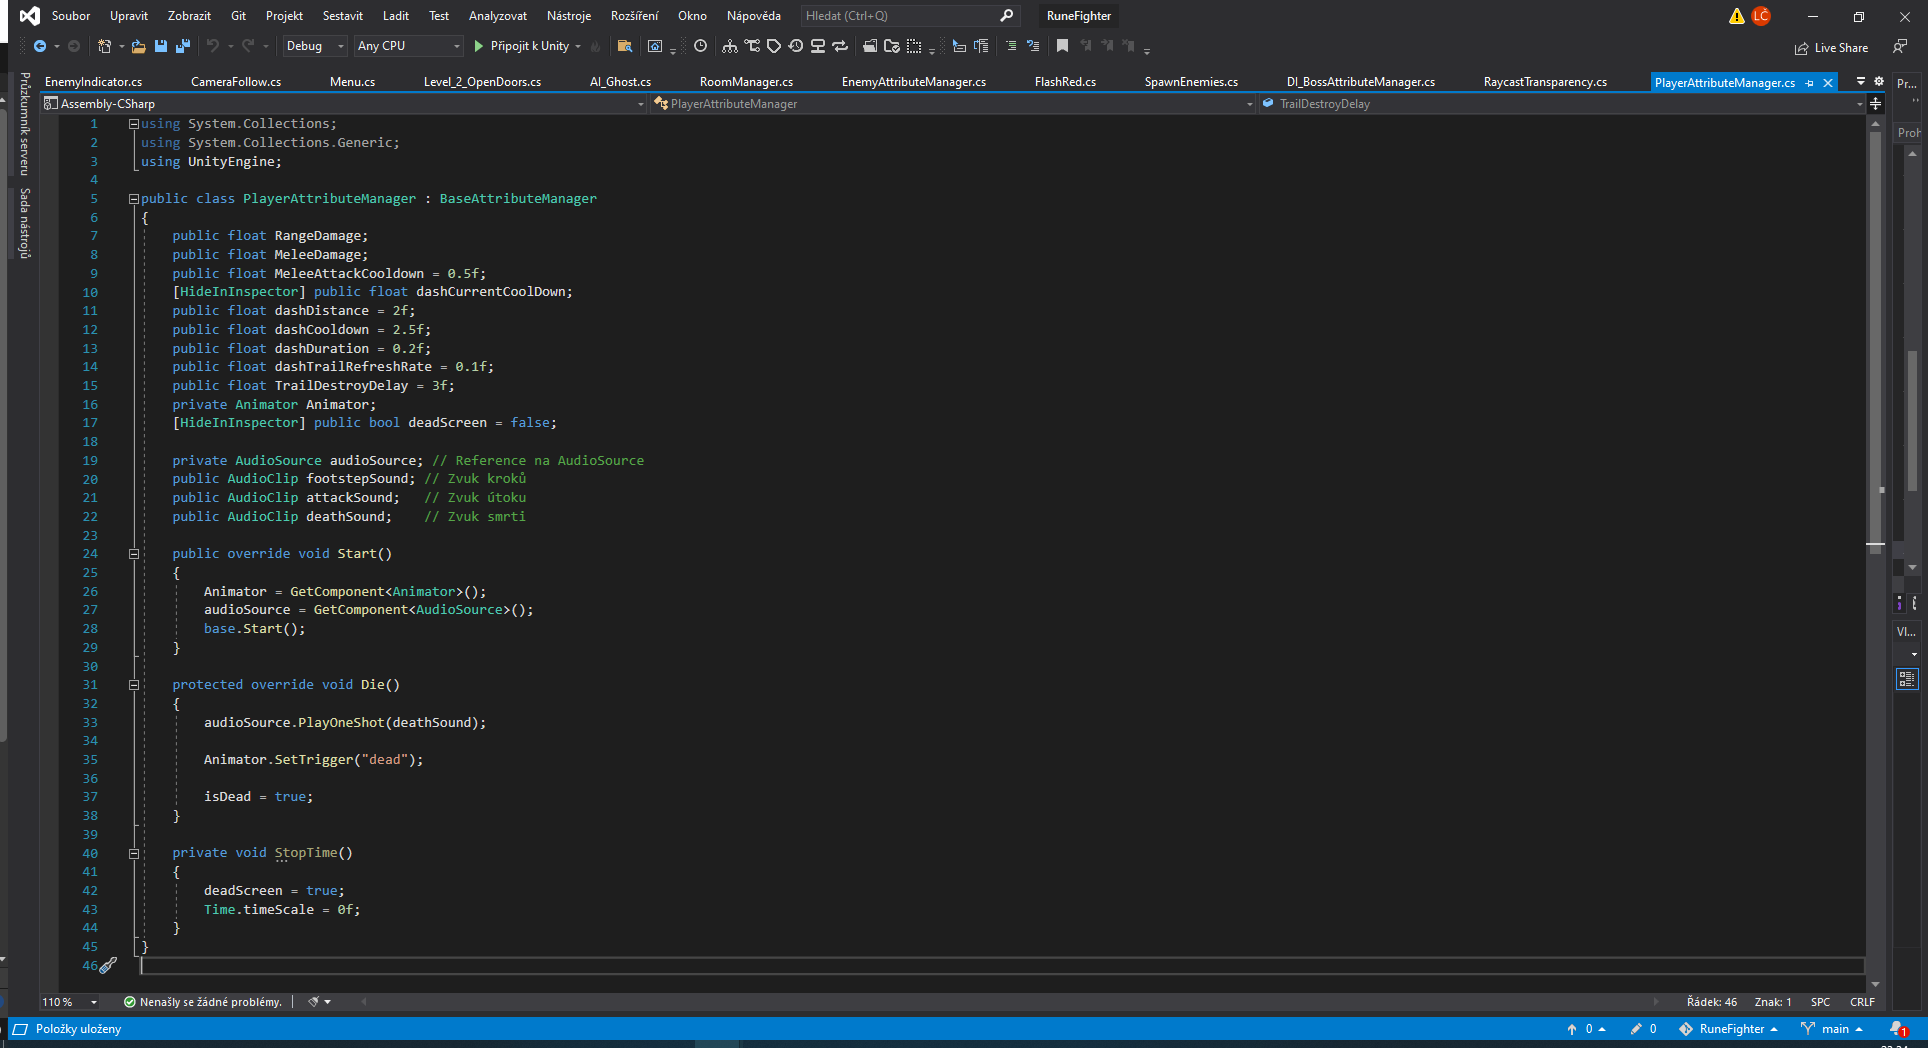 Soubor Upravit Zobrazit Git Projekt Sestavit Ladit Test Analyzovat Nástroje Rozšíření Okno Nápověda Hledat (Ctrl+Q) RuneFighter LČ
Debug Any CPU Připojit k Unity Live Share
EnemyIndicator.cs CameraFollow.cs Menu.cs Level_2_OpenDoors.cs AI_Ghost.cs RoomManager.cs EnemyAttributeManager.cs FlashRed.cs SpawnEnemies.cs DI_BossAttributeManager.cs RaycastTransparency.cs PlayerAttributeManager.cs Pr...
Assembly-CSharp PlayerAttributeManager TrailDestroyDelay
Průzkumník serveru
Sada nástrojů
Proh
VI...
1 using System.Collections;
2 using System.Collections.Generic;
3 using UnityEngine;
4
5 public class PlayerAttributeManager : BaseAttributeManager
6 {
7 public float RangeDamage;
8 public float MeleeDamage;
9 public float MeleeAttackCooldown = 0.5f;
10 [HideInInspector] public float dashCurrentCoolDown;
11 public float dashDistance = 2f;
12 public float dashCooldown = 2.5f;
13 public float dashDuration = 0.2f;
14 public float dashTrailRefreshRate = 0.1f;
15 public float TrailDestroyDelay = 3f;
16 private Animator Animator;
17 [HideInInspector] public bool deadScreen = false;
18
19 private AudioSource audioSource; // Reference na AudioSource
20 public AudioClip footstepSound; // Zvuk kroků
21 public AudioClip attackSound; // Zvuk útoku
22 public AudioClip deathSound; // Zvuk smrti
23
24 public override void Start()
25 {
26 Animator = GetComponent<Animator>();
27 audioSource = GetComponent<AudioSource>();
28 base.Start();
29 }
30
31 protected override void Die()
32 {
33 audioSource.PlayOneShot(deathSound);
34
35 Animator.SetTrigger("dead");
36
37 isDead = true;
38 }
39
40 private void StopTime()
41 {
42 deadScreen = true;
43 Time.timeScale = 0f;
44 }
45 }
46
110 % Nenašly se žádné problémy. Řádek: 46 Znak: 1 SPC CRLF
Položky uloženy 0 0 RuneFighter main 1